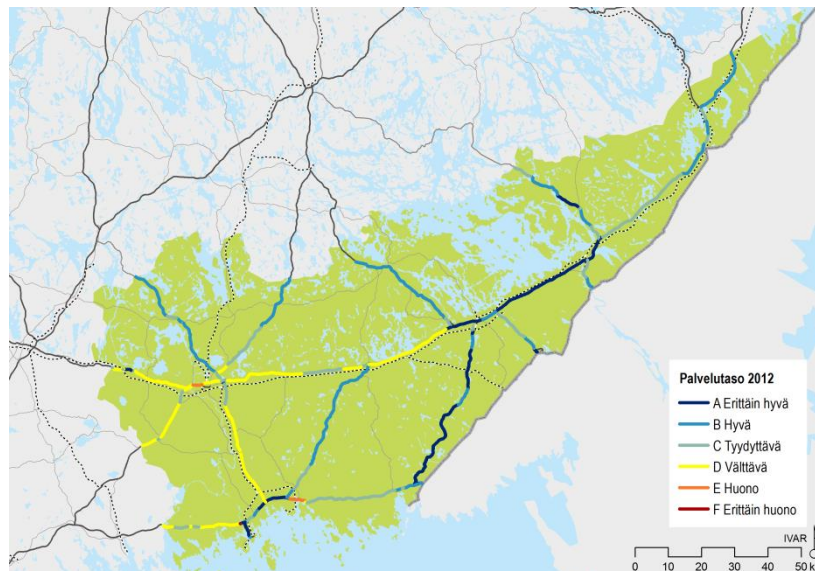 Palvelutaso 2012
A Erittäin hyvä
B Hyvä
C Tyydyttävä
D Välttävä
E Huono
F Erittäin huono
IVAR
0 10 20 30 40 50 k